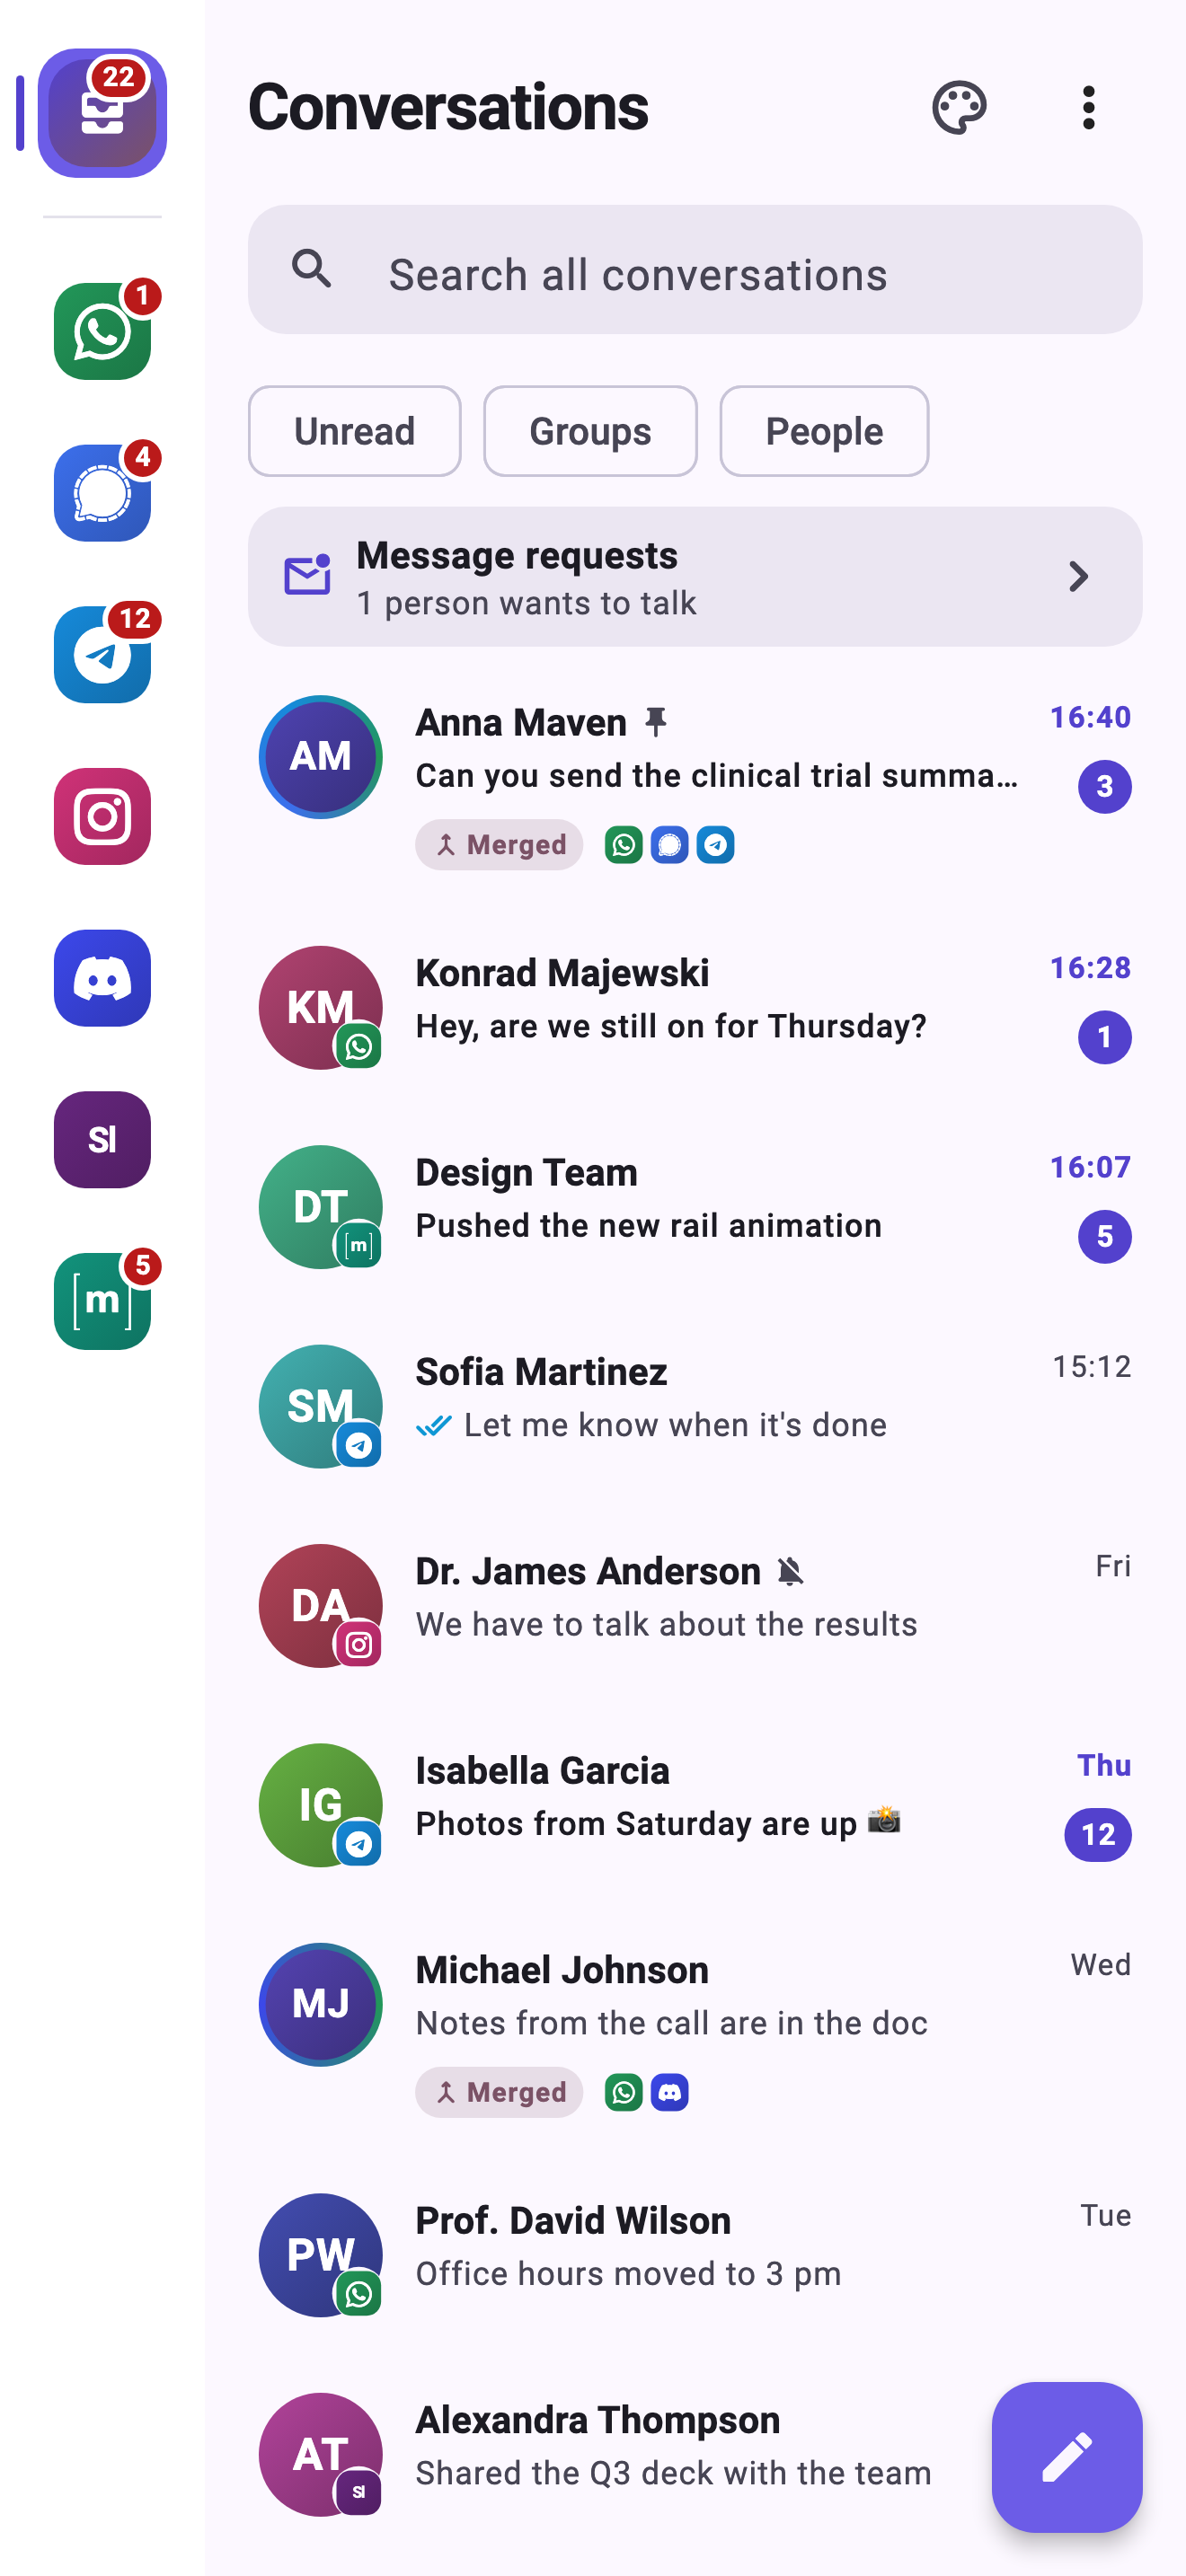 22
Conversations
Search all conversations
1
Unread
Groups
People
4
Message requests
1 person wants to talk
12
AM
Anna Maven
16:40
Can you send the clinical trial summa...
3
Merged
KM
Konrad Majewski
16:28
Hey, are we still on for Thursday?
1
Sl
DT
[m]
Design Team
16:07
Pushed the new rail animation
5
[m]
5
SM
Sofia Martinez
15:12
Let me know when it's done
DA
Dr. James Anderson
Fri
We have to talk about the results
IG
Isabella Garcia
Thu
Photos from Saturday are up 📸
12
MJ
Michael Johnson
Wed
Notes from the call are in the doc
Merged
PW
Prof. David Wilson
Tue
Office hours moved to 3 pm
AT
Sl
Alexandra Thompson
Shared the Q3 deck with the team